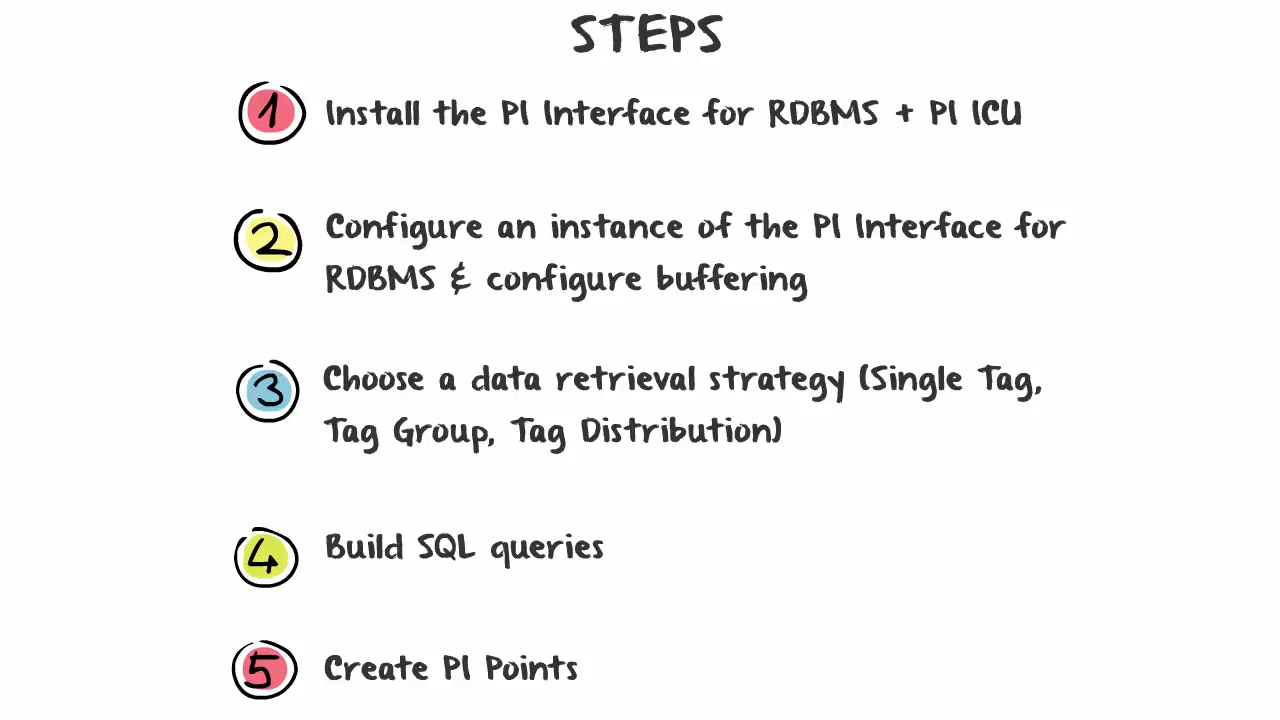 STEPS
1 Install the PI Interface for RDBMS + PI ICU
2 Configure an instance of the PI Interface for
RDBMS & configure buffering
3 Choose a data retrieval strategy (Single Tag,
Tag Group, Tag Distribution)
4 Build SQL queries
5 Create PI Points